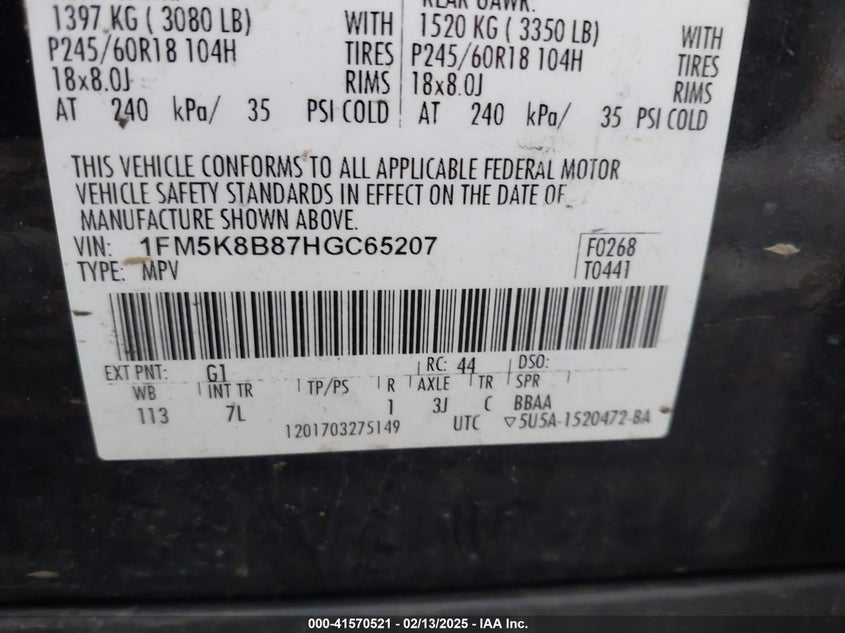 1397 KG ( 3080 LB) WITH
P245/60R18 104H TIRES
18x8.0J RIMS
AT 240 kPa/ 35 PSI COLD
1520 KG ( 3350 LB) WITH
P245/60R18 104H TIRES
18x8.0J RIMS
AT 240 kPa/ 35 PSI COLD
THIS VEHICLE CONFORMS TO ALL APPLICABLE FEDERAL MOTOR
VEHICLE SAFETY STANDARDS IN EFFECT ON THE DATE OF
MANUFACTURE SHOWN ABOVE.
VIN: 1FM5K8B87HGC65207 F0268
TYPE: MPV T0441
EXT PNT: G1 RC: 44 DSO:
WB INT TR TP/PS R AXLE TR SPR
113 7L 1 3J C BBAA
1201703275149 UTC ▽5U5A-1520472-BA
000-41570521 - 02/13/2025 - IAA Inc.